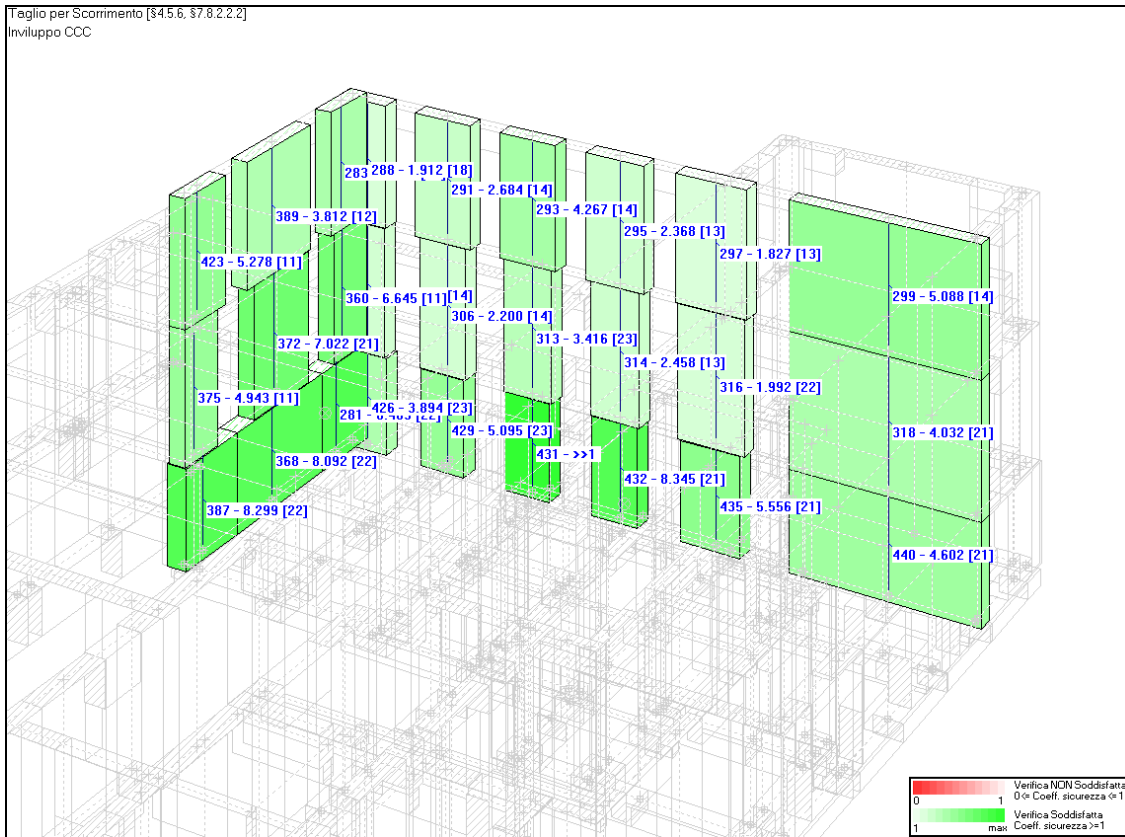 Taglio per Scorrimento [§4.5.6, §7.8.2.2.2]
Inviluppo CCC
283
288 - 1.912 [18]
291 - 2.684 [14]
389 - 3.812 [12]
293 - 4.267 [14]
295 - 2.368 [13]
297 - 1.827 [13]
423 - 5.278 [11]
360 - 6.645 [11]
[14]
299 - 5.088 [14]
306 - 2.200 [14]
313 - 3.416 [23]
372 - 7.022 [21]
314 - 2.458 [13]
316 - 1.992 [22]
375 - 4.943 [11]
318 - 4.032 [21]
281 -
426 - 3.894 [23]
429 - 5.095 [23]
431 - >>1
368 - 8.092 [22]
432 - 8.345 [21]
435 - 5.556 [21]
387 - 8.299 [22]
440 - 4.602 [21]
Verifica NON Soddisfatta
0<= Coeff. sicurezza <=1
0 1
Verifica Soddisfatta
Coeff. sicurezza >=1
1 max